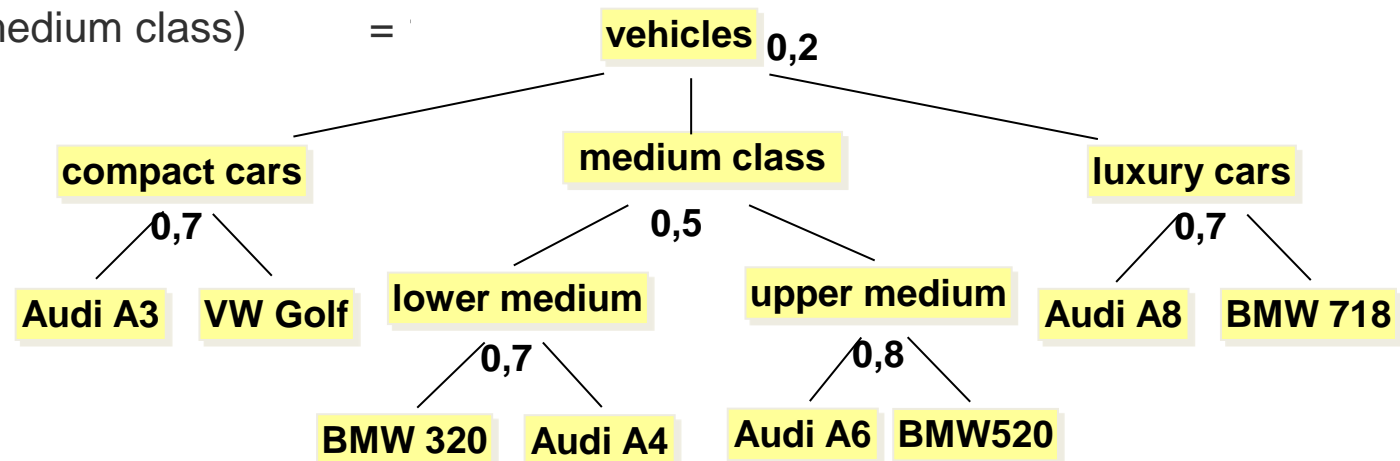 medium class) =
vehicles 0,2
compact cars medium class luxury cars
0,7 0,5 0,7
lower medium upper medium
Audi A3 VW Golf Audi A8 BMW 718
0,7 0,8
BMW 320 Audi A4 Audi A6 BMW520